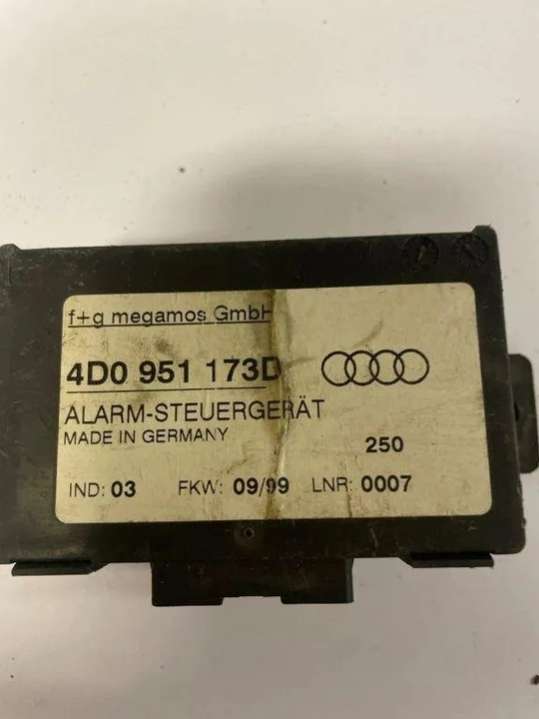 f+g megamos GmbH
4D0 951 173D
ALARM-STEUERGERÄT
MADE IN GERMANY
250
IND: 03 FKW: 09/99 LNR: 0007